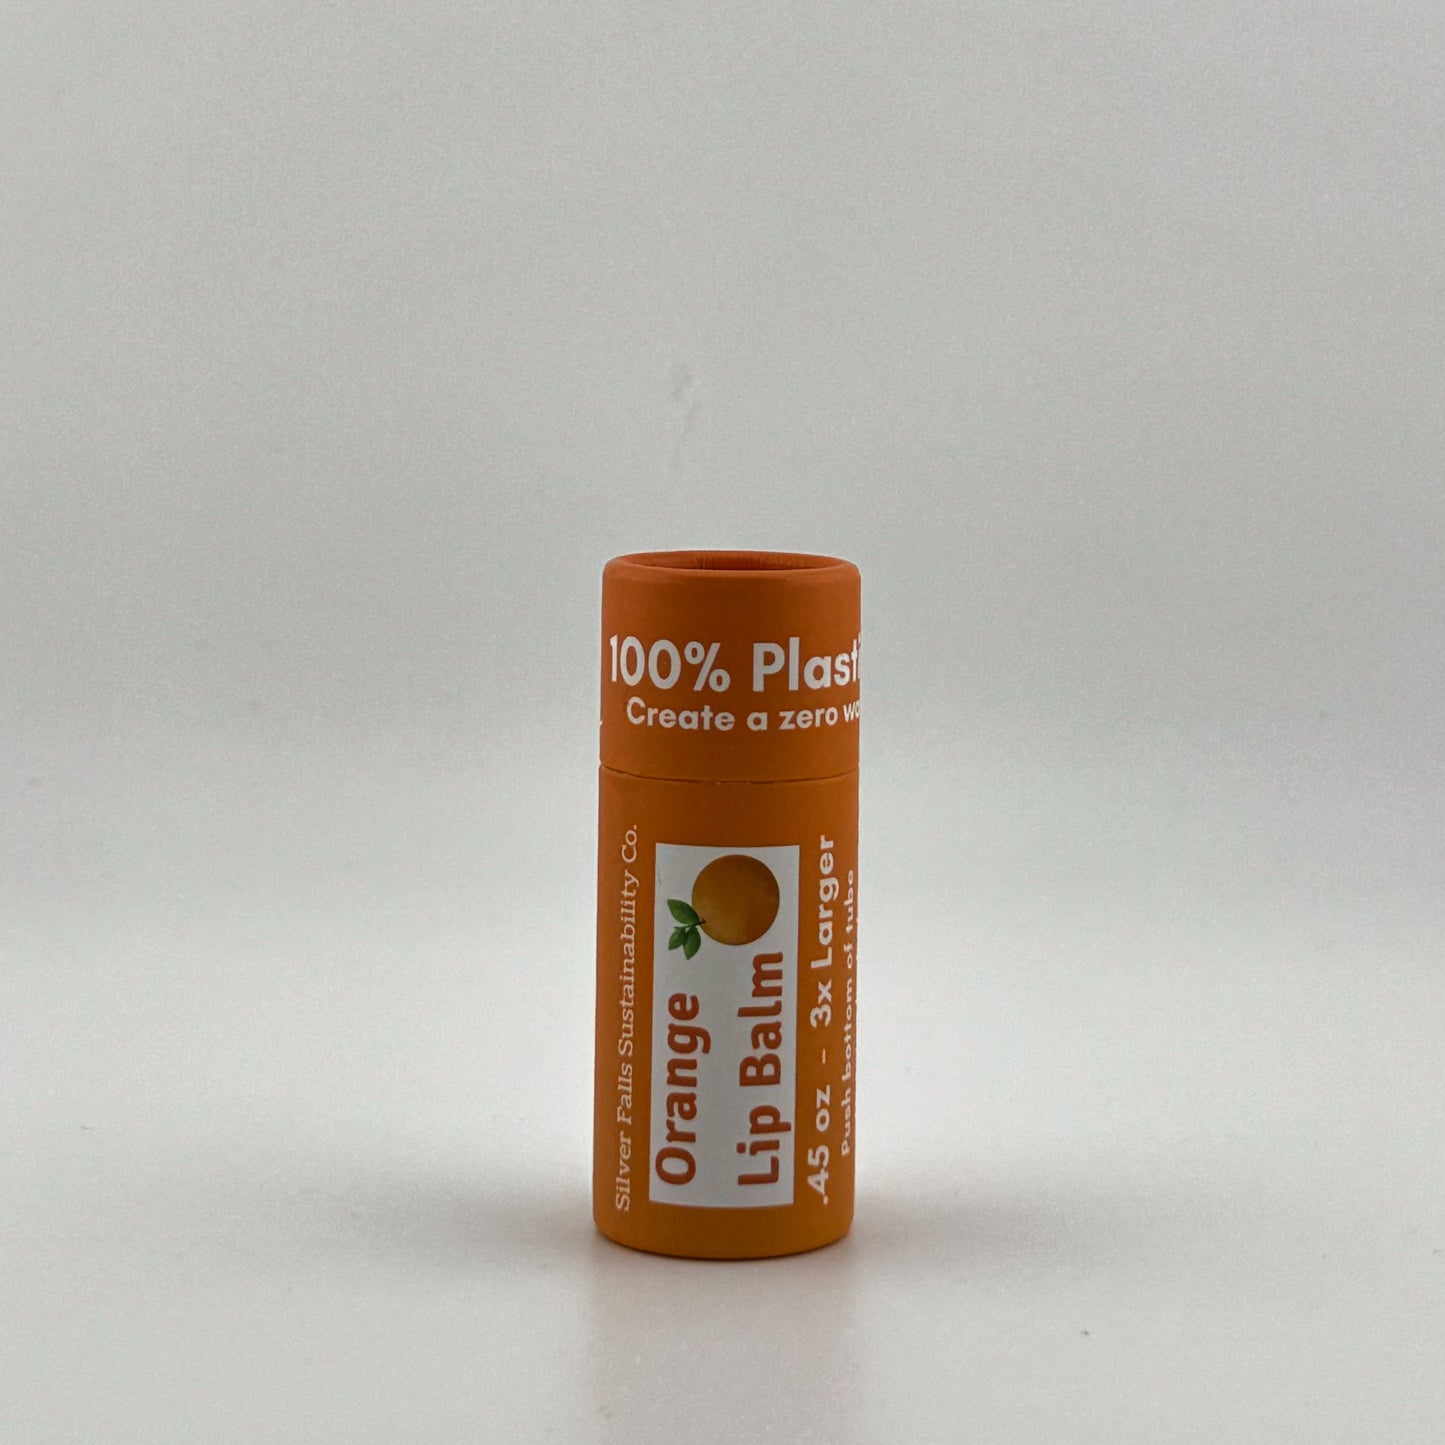 100% Plasti
Create a zero wa
Silver Falls Sustainability Co.
Orange
Lip Balm
.45 oz – 3x Larger
Push bottom of tube